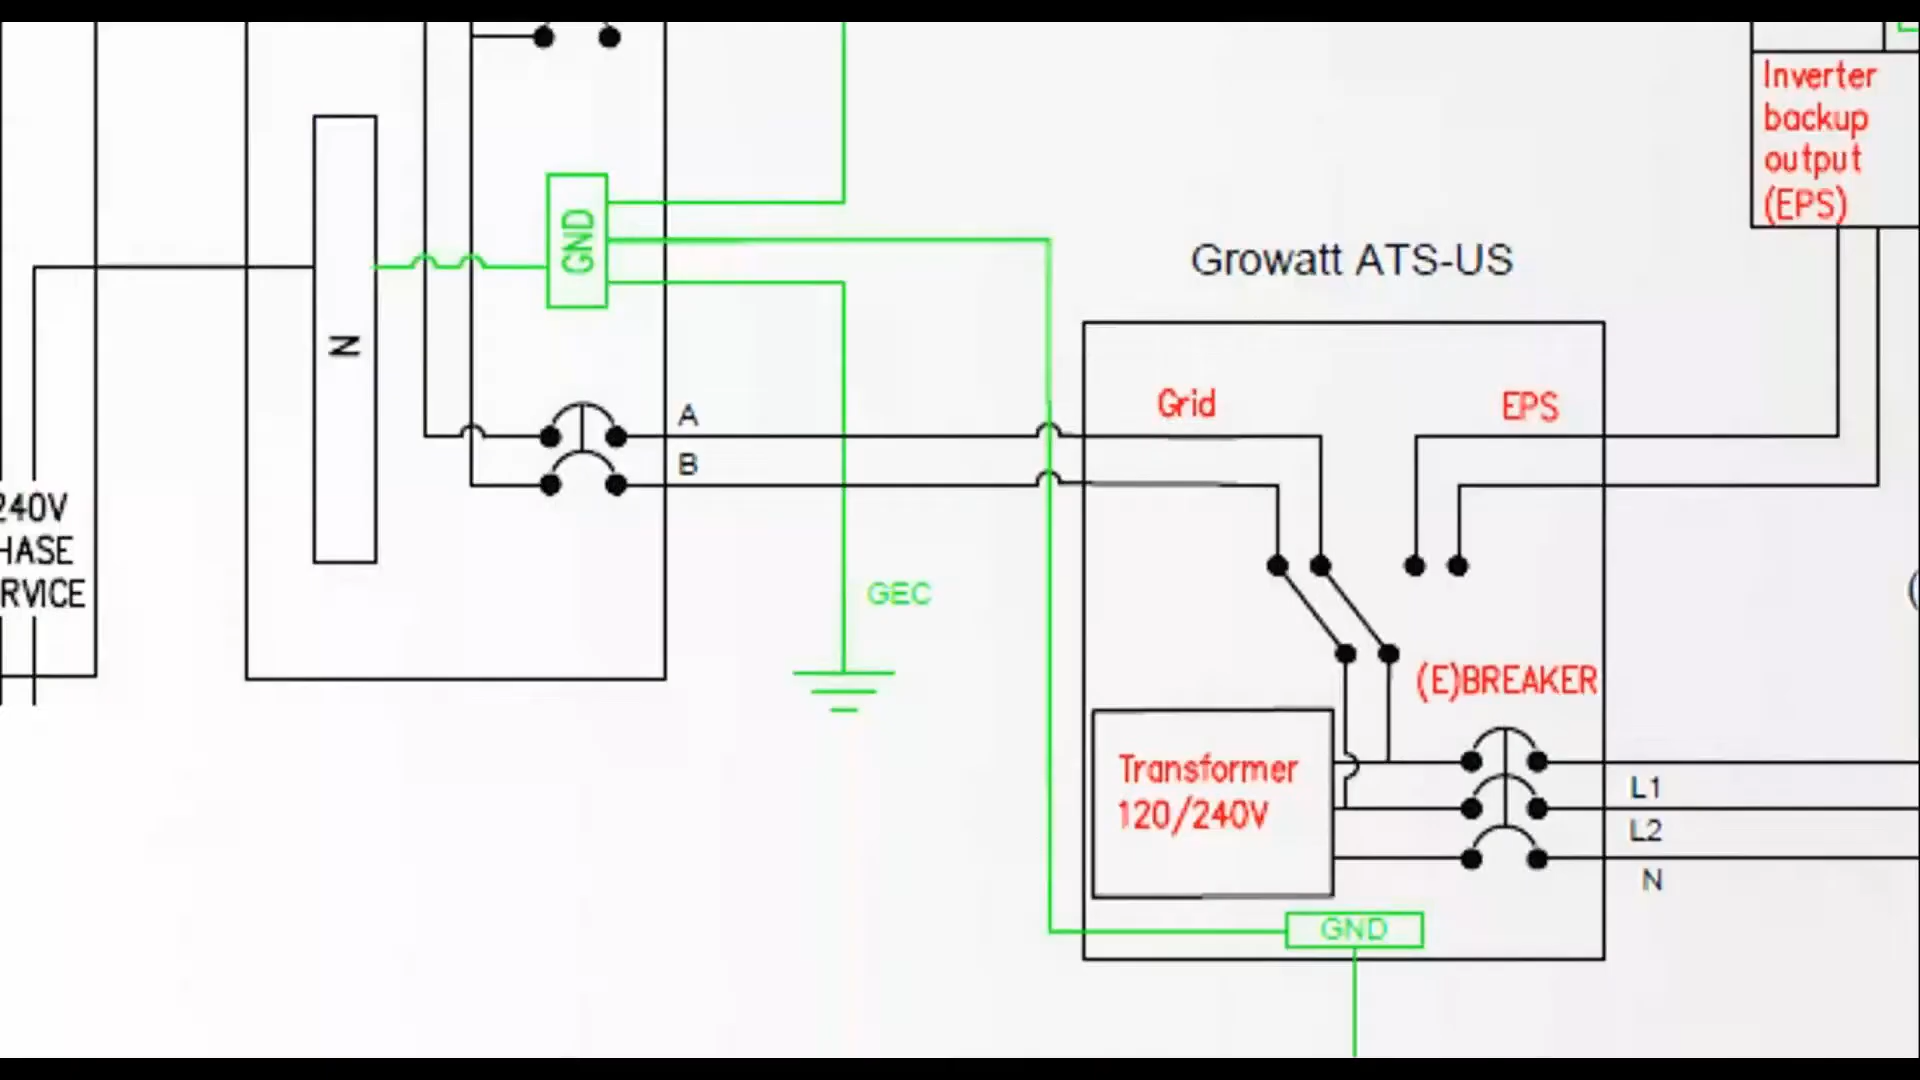 Inverter
backup
output
(EPS)
GND
Growatt ATS-US
N
Grid
EPS
A
B
240V
HASE
RVICE
GEC
(E)BREAKER
Transformer
120/240V
L1
L2
N
GND